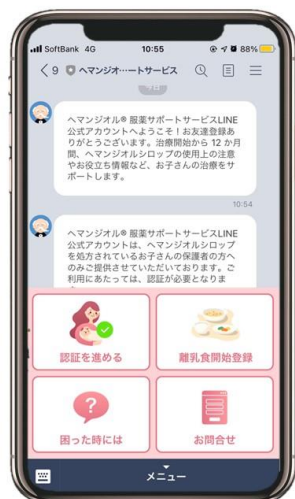 SoftBank 4G 10:55 88%
9 ヘマンジオ…ートサービス
今日
ヘマンジオル® 服薬サポートサービスLINE
公式アカウントへようこそ！お友達登録あ
りがとうございます。治療開始から 12 か月
間、ヘマンジオルシロップの使用上の注意
やお役立ち情報など、お子さんの治療をサ
ポートします。
10:54
ヘマンジオル® 服薬サポートサービスLINE
公式アカウントは、ヘマンジオルシロップ
を処方されているお子さんの保護者の方へ
のみご提供させていただいております。ご
利用にあたっては、認証が必要となりま
認証を進める
離乳食開始登録
?
困った時には
お問合せ
メニュー